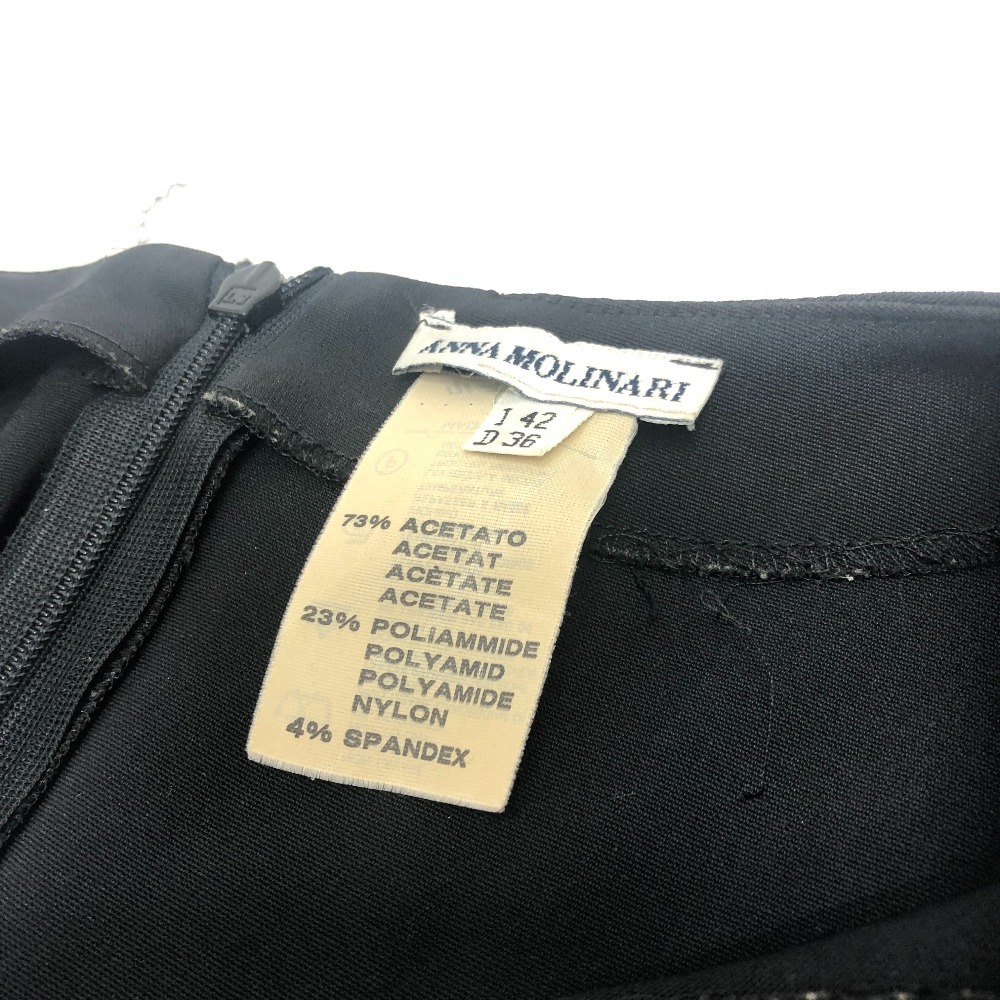 ANNA MOLINARI
I 42
D 36
73% ACETATO
ACETAT
ACÈTATE
ACETATE
23% POLIAMMIDE
POLYAMID
POLYAMIDE
NYLON
4% SPANDEX